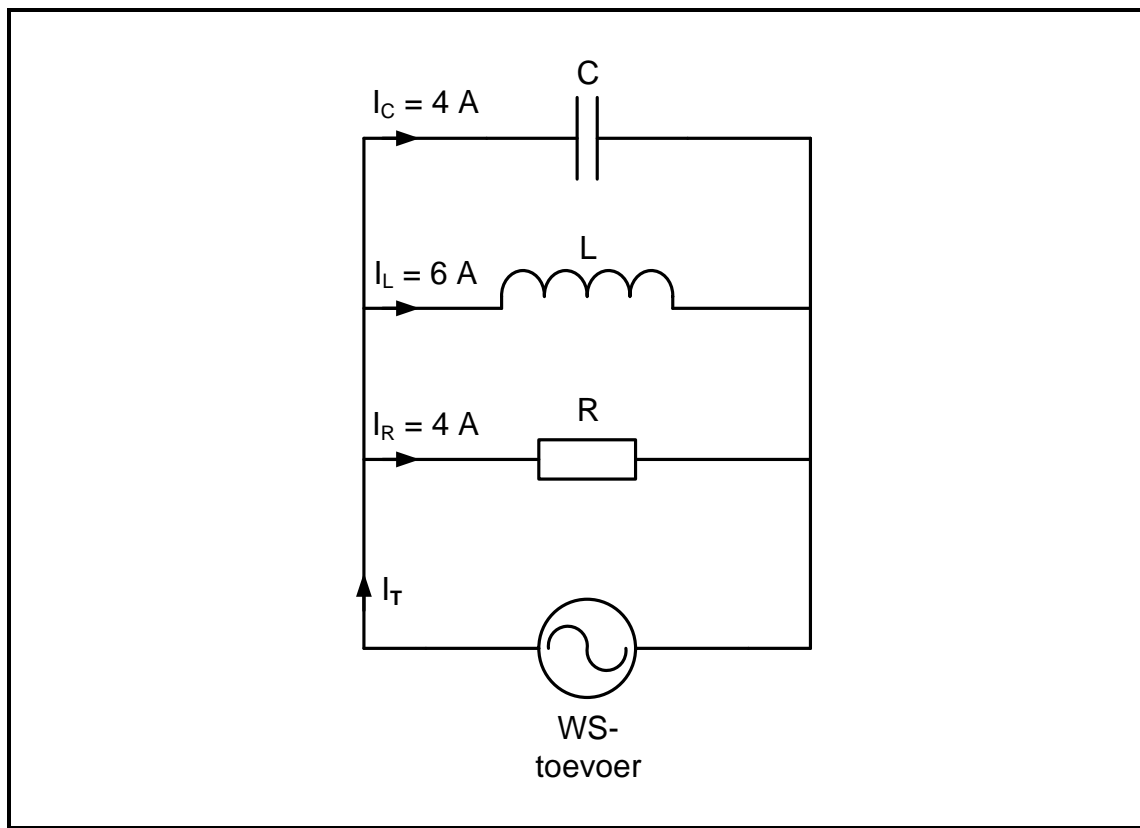 C
I_C = 4 A
L
I_L = 6 A
R
I_R = 4 A
I_T
WS-
toevoer